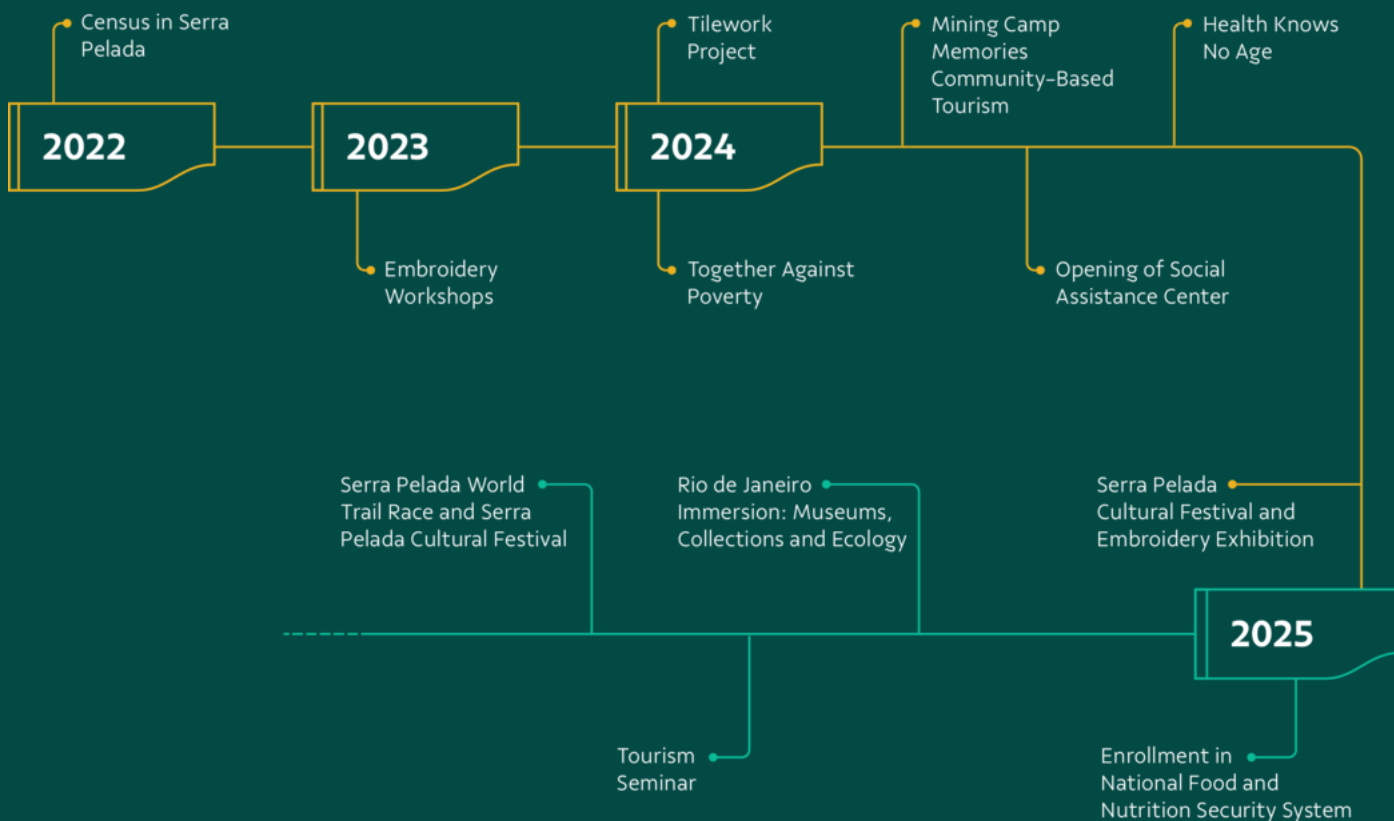 Census in Serra
Pelada
2022
2023
Embroidery
Workshops
Tilework
Project
2024
Together Against
Poverty
Mining Camp
Memories
Community-Based
Tourism
Opening of Social
Assistance Center
Health Knows
No Age
Serra Pelada
Cultural Festival and
Embroidery Exhibition
2025
Enrollment in
National Food and
Nutrition Security System
Rio de Janeiro
Immersion: Museums,
Collections and Ecology
Tourism
Seminar
Serra Pelada World
Trail Race and Serra
Pelada Cultural Festival